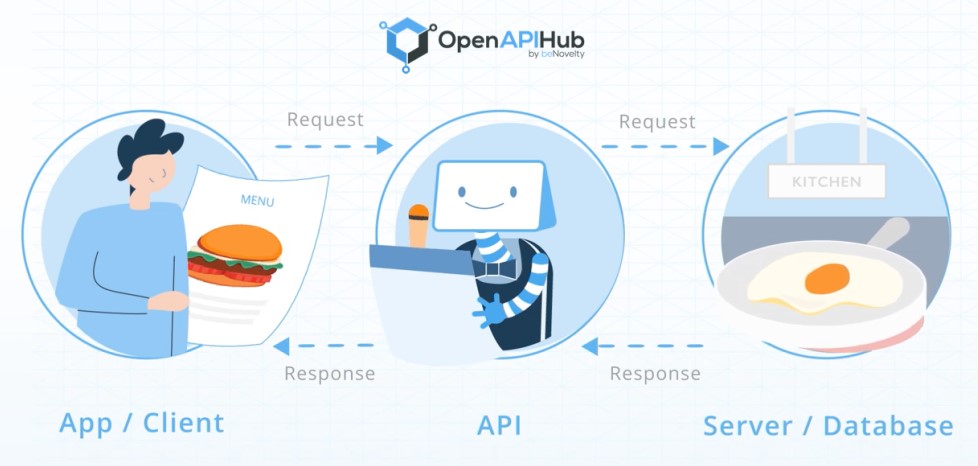 OpenAPIHub
by beNovelty
Request
Request
MENU
KITCHEN
Response
Response
App / Client
API
Server / Database